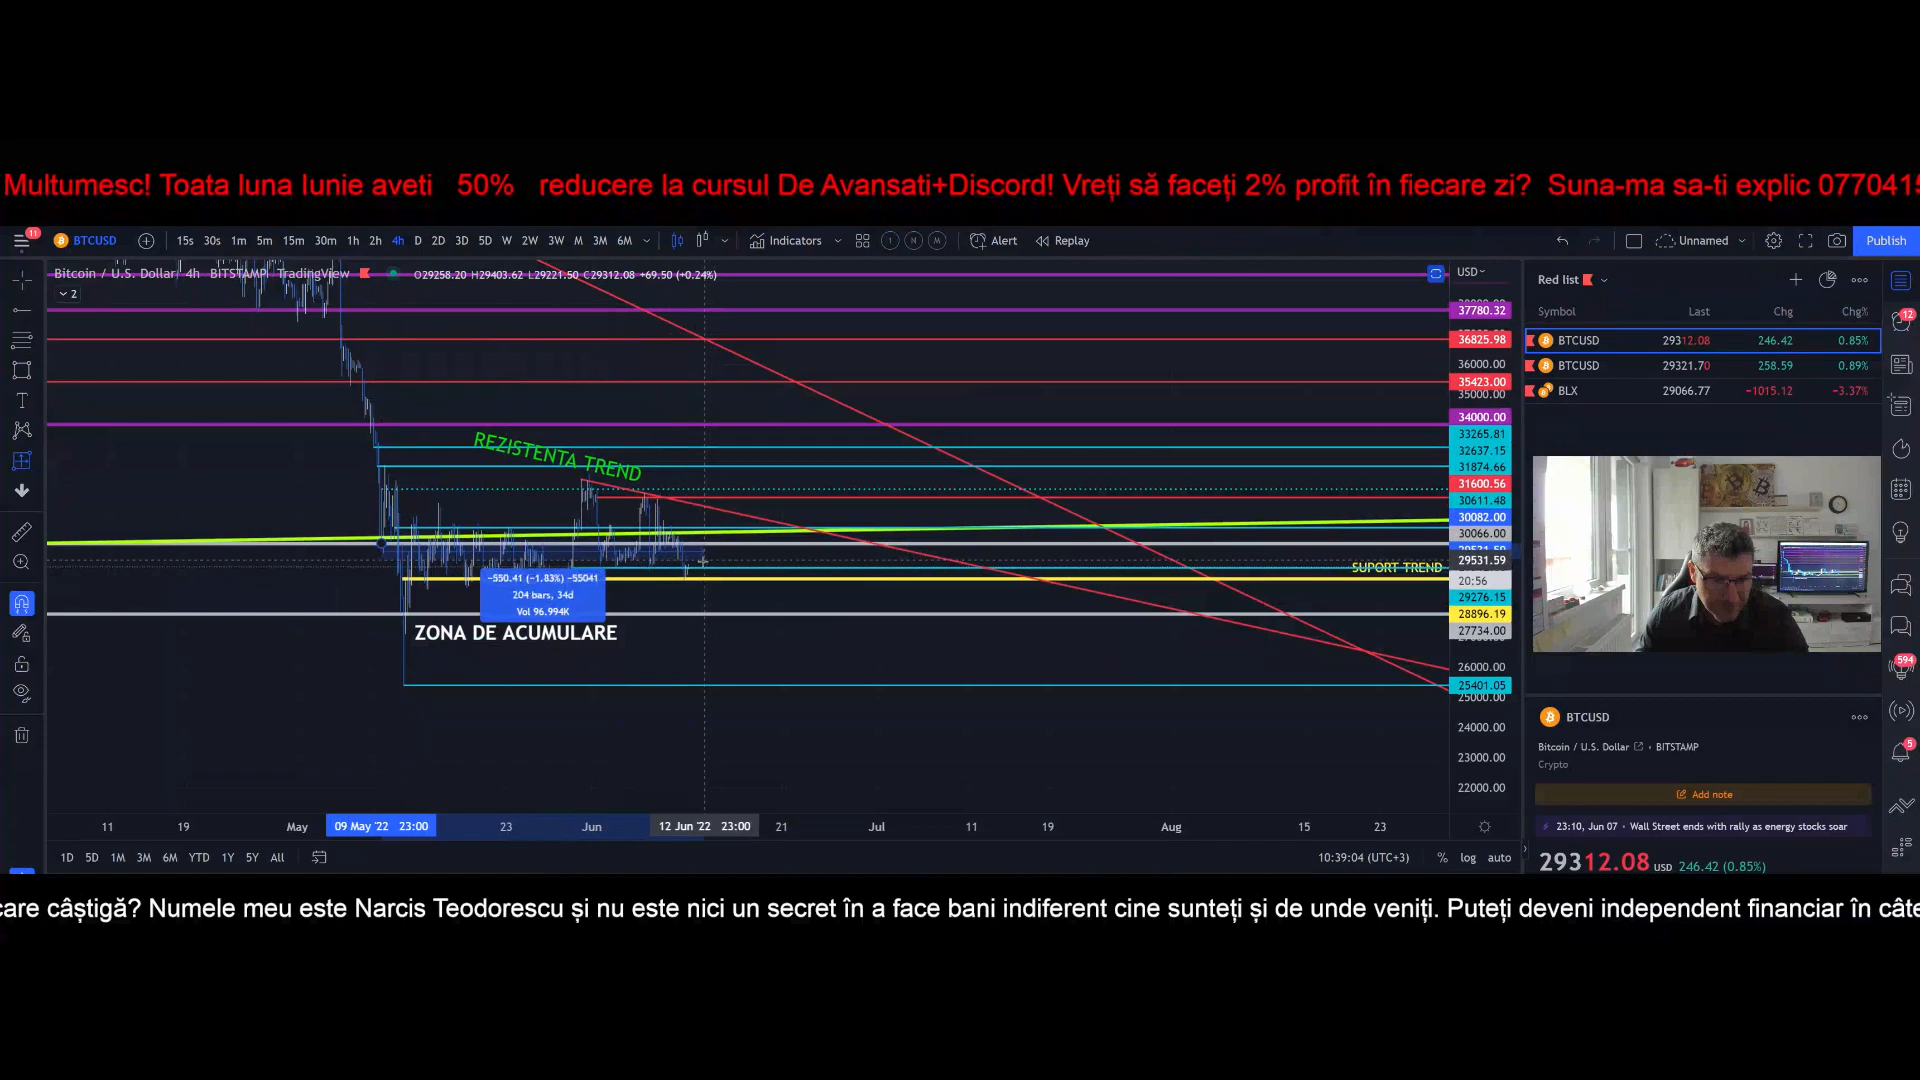 Multumesc! Toata luna Iunie aveti 50% reducere la cursul De Avansati+Discord! Vreți să faceți 2% profit în fiecare zi? Suna-ma sa-ti explic 0770415
11
BTCUSD 15s 30s 1m 5m 15m 30m 1h 2h 4h D 2D 3D 5D W 2W 3W M 3M 6M Indicators Alert Replay Unnamed Publish
Bitcoin / U.S. Dollar 4h BITSTAMP TradingView O29258.20 H29403.62 L29221.50 C29312.08 +69.50 (+0.24%)
2
USD
37780.32
36825.98
36000.00
35423.00
35000.00
34000.00
33265.81
32637.15
31874.66
31600.56
30611.48
30082.00
30066.00
29531.59
20:56
29276.15
28896.19
27734.00
26000.00
25401.05
25000.00
24000.00
23000.00
22000.00
REZISTENTA TREND
SUPORT TREND
-550.41 (-1.83%) -55041
204 bars, 34d
Vol 96.994K
ZONA DE ACUMULARE
11 19 May 09 May '22 23:00 23 Jun 12 Jun '22 23:00 21 Jul 11 19 Aug 15 23
1D 5D 1M 3M 6M YTD 1Y 5Y All 10:39:04 (UTC+3) % log auto
Red list
Symbol Last Chg Chg%
BTCUSD 29312.08 246.42 0.85%
BTCUSD 29321.70 258.59 0.89%
BLX 29066.77 -1015.12 -3.37%
BTCUSD
Bitcoin / U.S. Dollar BITSTAMP
Crypto
Add note
23:10, Jun 07 • Wall Street ends with rally as energy stocks soar
29312.08 USD 246.42 (0.85%)
12
594
5
care câștigă? Numele meu este Narcis Teodorescu și nu este nici un secret în a face bani indiferent cine sunteți și de unde veniți. Puteți deveni independent financiar în câte